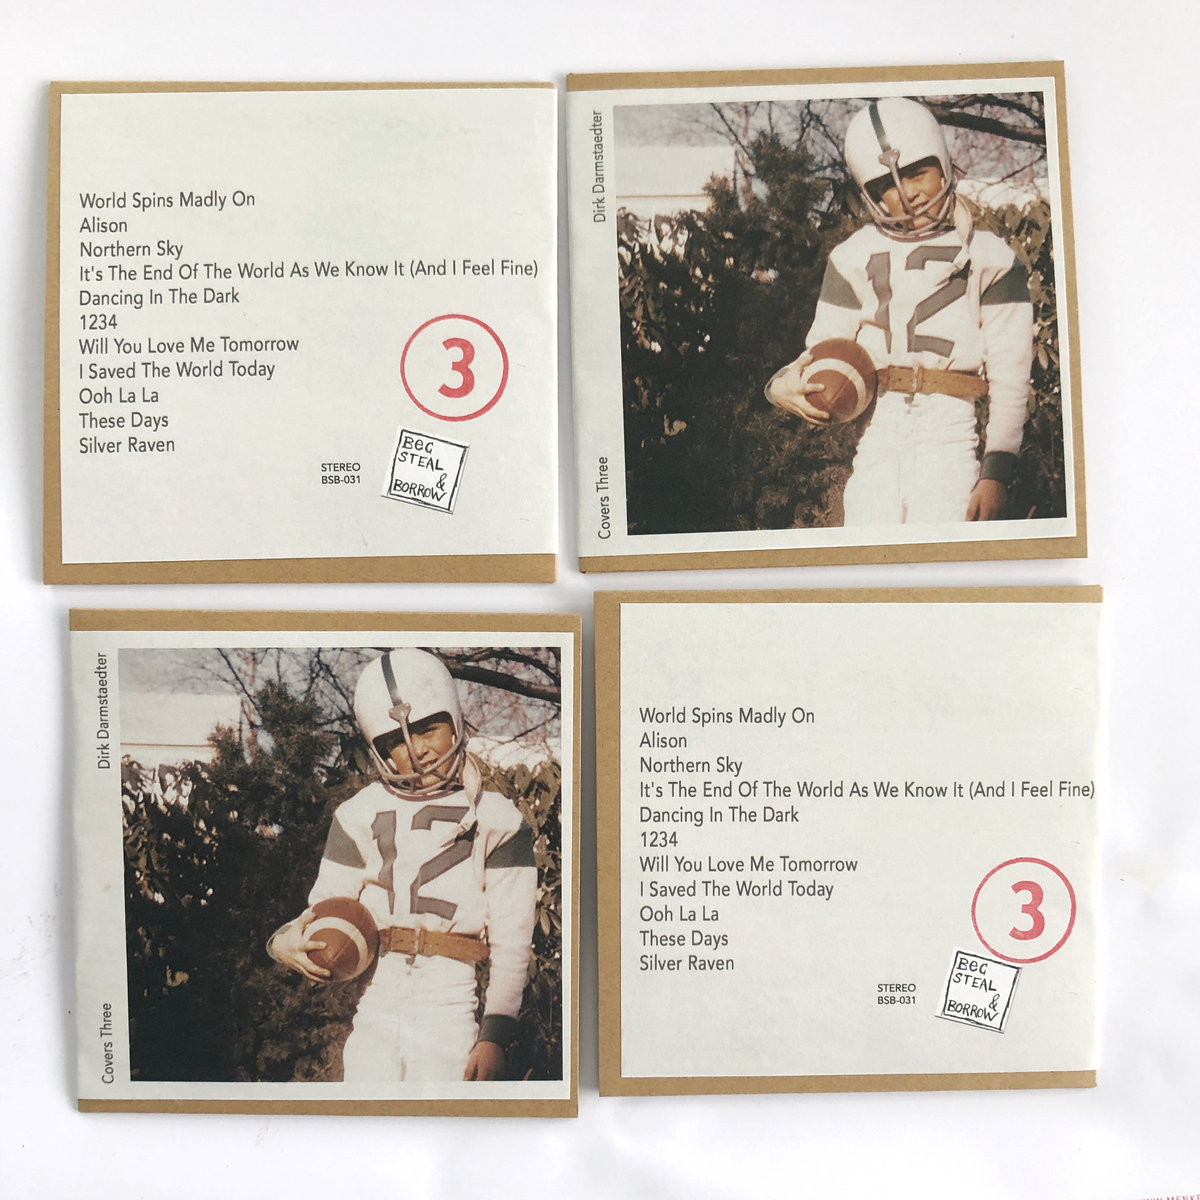 World Spins Madly On
Alison
Northern Sky
It's The End Of The World As We Know It (And I Feel Fine)
Dancing In The Dark
1234
Will You Love Me Tomorrow
I Saved The World Today
Ooh La La
These Days
Silver Raven
3
STEREO
BSB-031
BEG
STEAL
&
BORROW
Dirk Darmstaedter
Covers Three
12
Dirk Darmstaedter
Covers Three
12
World Spins Madly On
Alison
Northern Sky
It's The End Of The World As We Know It (And I Feel Fine)
Dancing In The Dark
1234
Will You Love Me Tomorrow
I Saved The World Today
Ooh La La
These Days
Silver Raven
3
STEREO
BSB-031
BEG
STEAL
&
BORROW